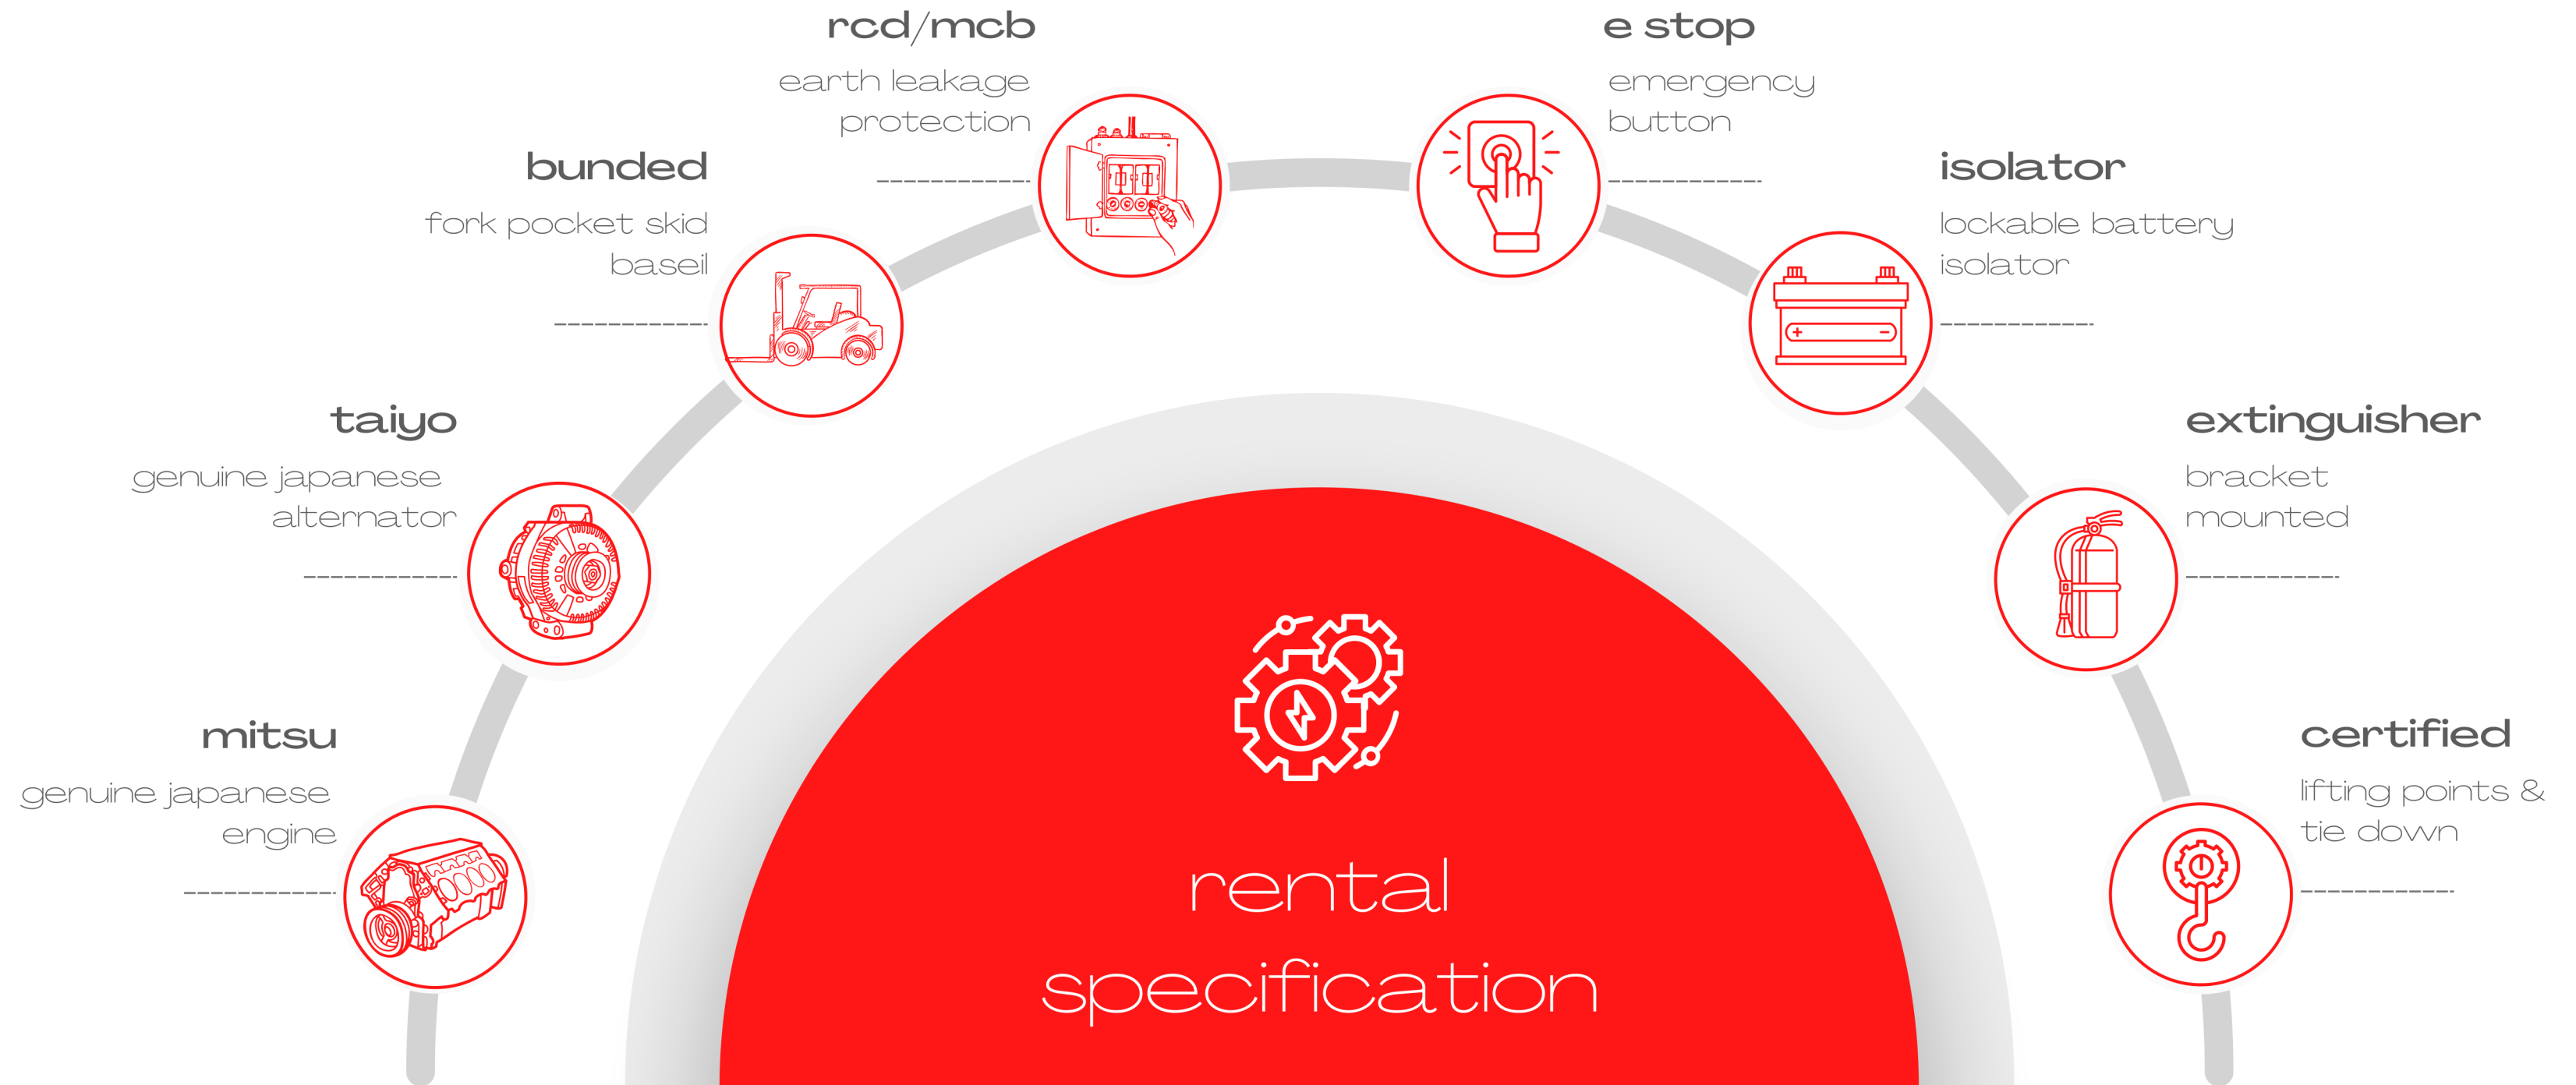 rcd/mcb
earth leakage
protection
e stop
emergency
button
bunded
fork pocket skid
baseil
isolator
lockable battery
isolator
taiyo
genuine japanese
alternator
extinguisher
bracket
mounted
mitsu
genuine japanese
engine
certified
lifting points &
tie down
rental
specification